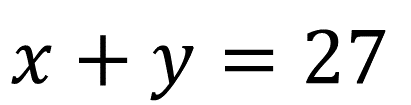 x + y = 27